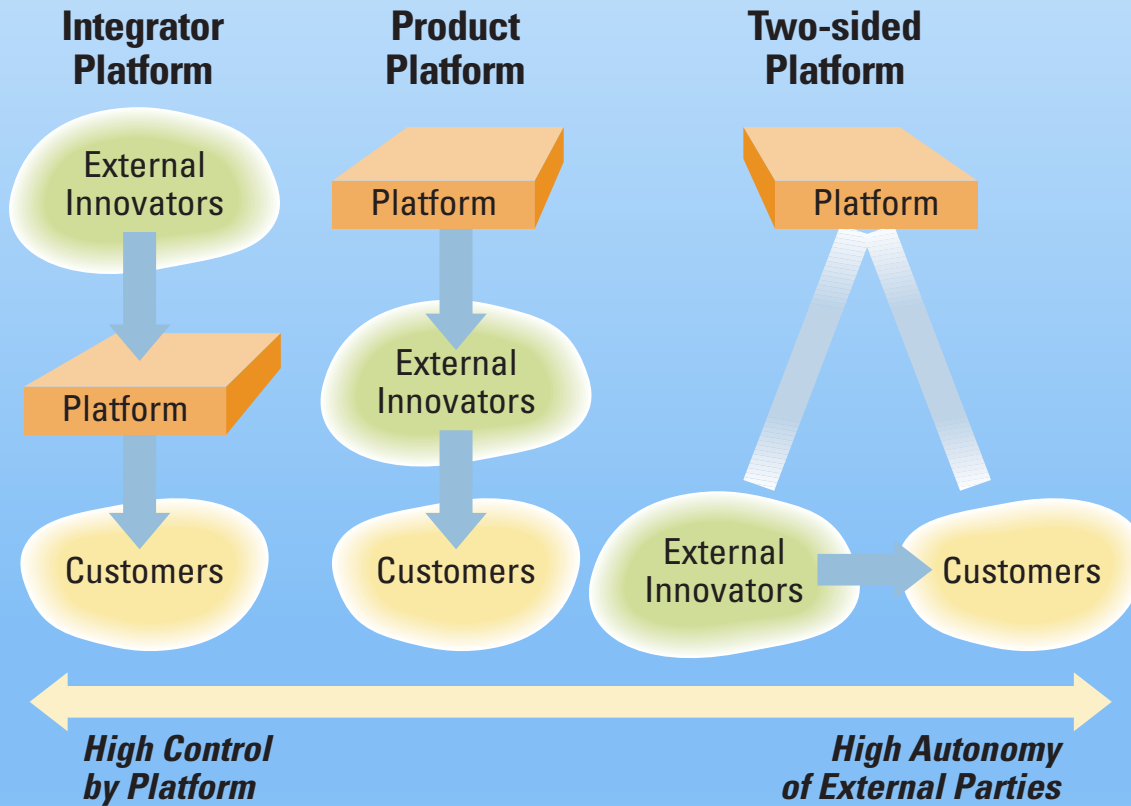 Integrator
Platform
External
Innovators
Platform
Customers
Product
Platform
Platform
External
Innovators
Customers
Two-sided
Platform
Platform
External
Innovators
Customers
High Control
by Platform
High Autonomy
of External Parties